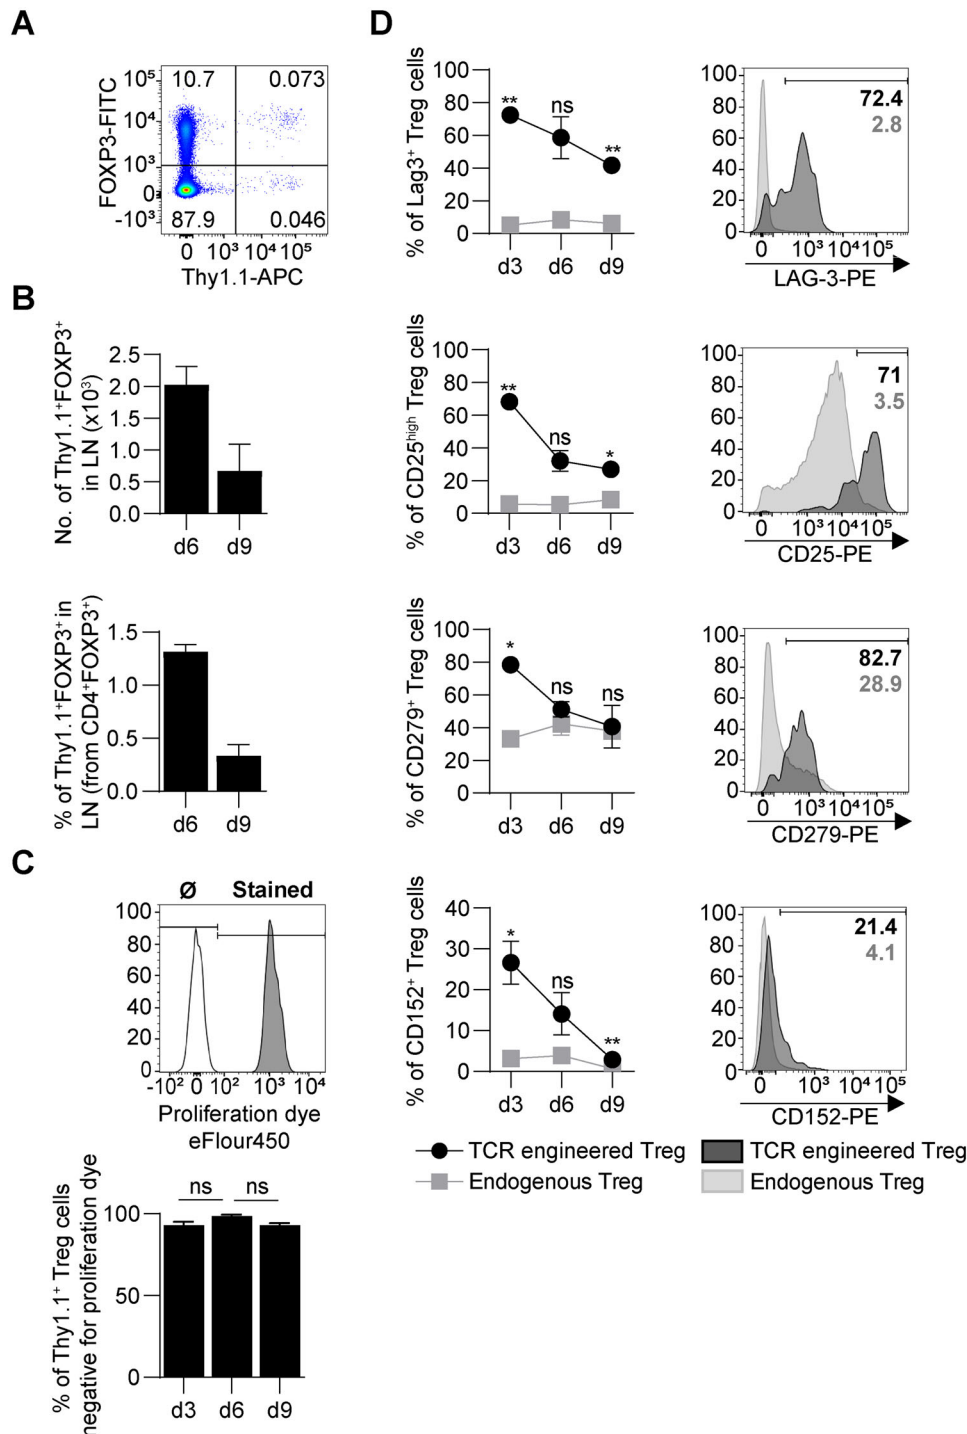 A
FOXP3-FITC
10⁵
10⁴
10³
0
-10³
10.7
0.073
87.9
0.046
0 10³ 10⁴ 10⁵
Thy1.1-APC
B
No. of Thy1.1⁺FOXP3⁺
in LN (x10³)
2.5
2.0
1.5
1.0
0.5
0.0
d6 d9
% of Thy1.1⁺FOXP3⁺ in
LN (from CD4⁺FOXP3⁺)
1.5
1.0
0.5
0.0
d6 d9
C
Ø Stained
100
80
60
40
20
0
-10² 0 10² 10³ 10⁴
Proliferation dye
eFlour450
% of Thy1.1⁺ Treg cells
negative for proliferation dye
ns ns
100
50
0
d3 d6 d9
D
% of Lag3⁺ Treg cells
100
80
60
40
20
0
** ns **
d3 d6 d9
100
80
60
40
20
0
72.4
2.8
0 10³ 10⁴ 10⁵
LAG-3-PE
% of CD25ʰⁱᵍʰ Treg cells
100
80
60
40
20
0
** ns *
d3 d6 d9
100
80
60
40
20
0
71
3.5
0 10³ 10⁴ 10⁵
CD25-PE
% of CD279⁺ Treg cells
100
80
60
40
20
0
* ns ns
d3 d6 d9
100
80
60
40
20
0
82.7
28.9
0 10³ 10⁴ 10⁵
CD279-PE
% of CD152⁺ Treg cells
40
30
20
10
0
* ns **
d3 d6 d9
100
80
60
40
20
0
21.4
4.1
0 10³ 10⁴ 10⁵
CD152-PE
TCR engineered Treg
Endogenous Treg
TCR engineered Treg
Endogenous Treg